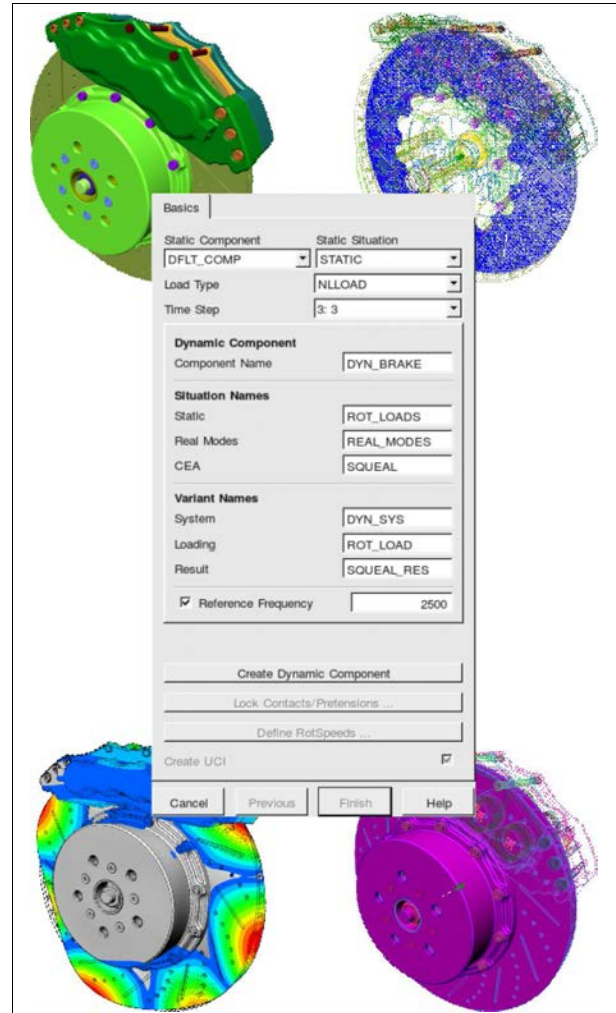 Basics
Static Component Static Situation
DFLT_COMP STATIC
Load Type NLLOAD
Time Step 3: 3
Dynamic Component
Component Name DYN_BRAKE
Situation Names
Static ROT_LOADS
Real Modes REAL_MODES
CEA SQUEAL
Variant Names
System DYN_SYS
Loading ROT_LOAD
Result SQUEAL_RES
Reference Frequency 2500
Create Dynamic Component
Lock Contacts/Pretensions ...
Define RotSpeeds ...
Create UCI
Cancel Previous Finish Help